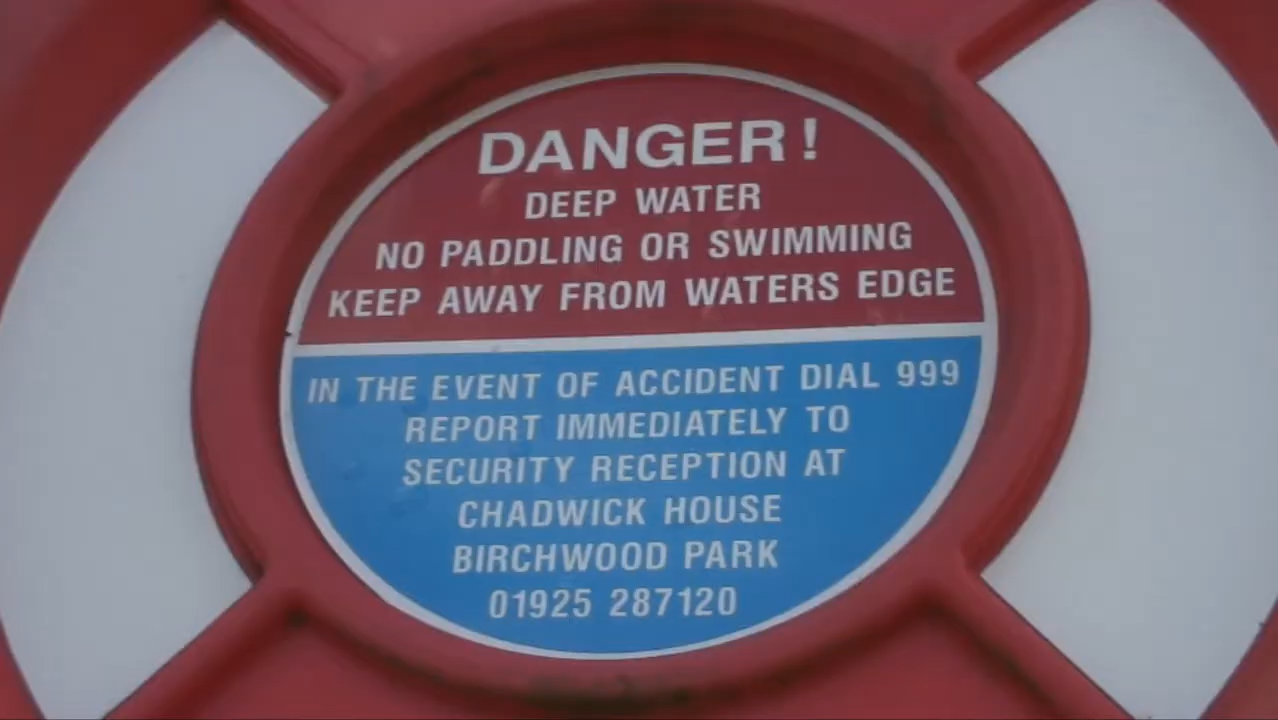 DANGER!
DEEP WATER
NO PADDLING OR SWIMMING
KEEP AWAY FROM WATERS EDGE
IN THE EVENT OF ACCIDENT DIAL 999
REPORT IMMEDIATELY TO
SECURITY RECEPTION AT
CHADWICK HOUSE
BIRCHWOOD PARK
01925 287120